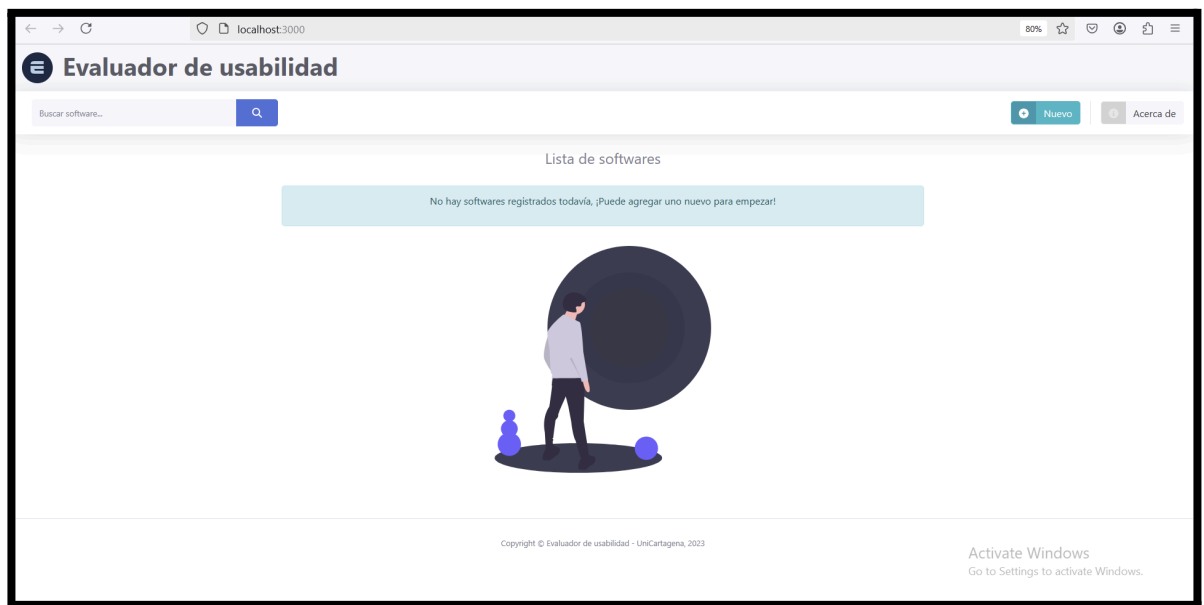 localhost:3000
80%
Evaluador de usabilidad
Buscar software...
Nuevo
Acerca de
Lista de softwares
No hay softwares registrados todavía, ¡Puede agregar uno nuevo para empezar!
Copyright © Evaluador de usabilidad - UniCartagena, 2023
Activate Windows
Go to Settings to activate Windows.